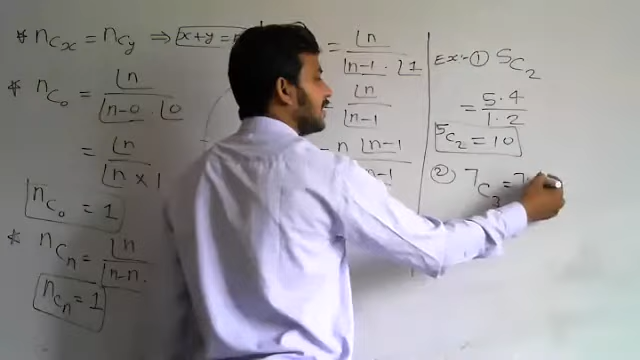 * nCx = nCy ⇒ x+y=
* nC0 = ⌊n / ⌊n-0 . ⌊0
= ⌊n / ⌊n × 1
nC0 = 1
* nCn = ⌊n / ⌊n-n.
nCn = 1
= ⌊n / ⌊n-1 . ⌊1
⌊n / ⌊n-1
n ⌊n-1
Ex:- ① 5C2
= 5.4 / 1.2
5C2 = 10
② 7C3 = 7